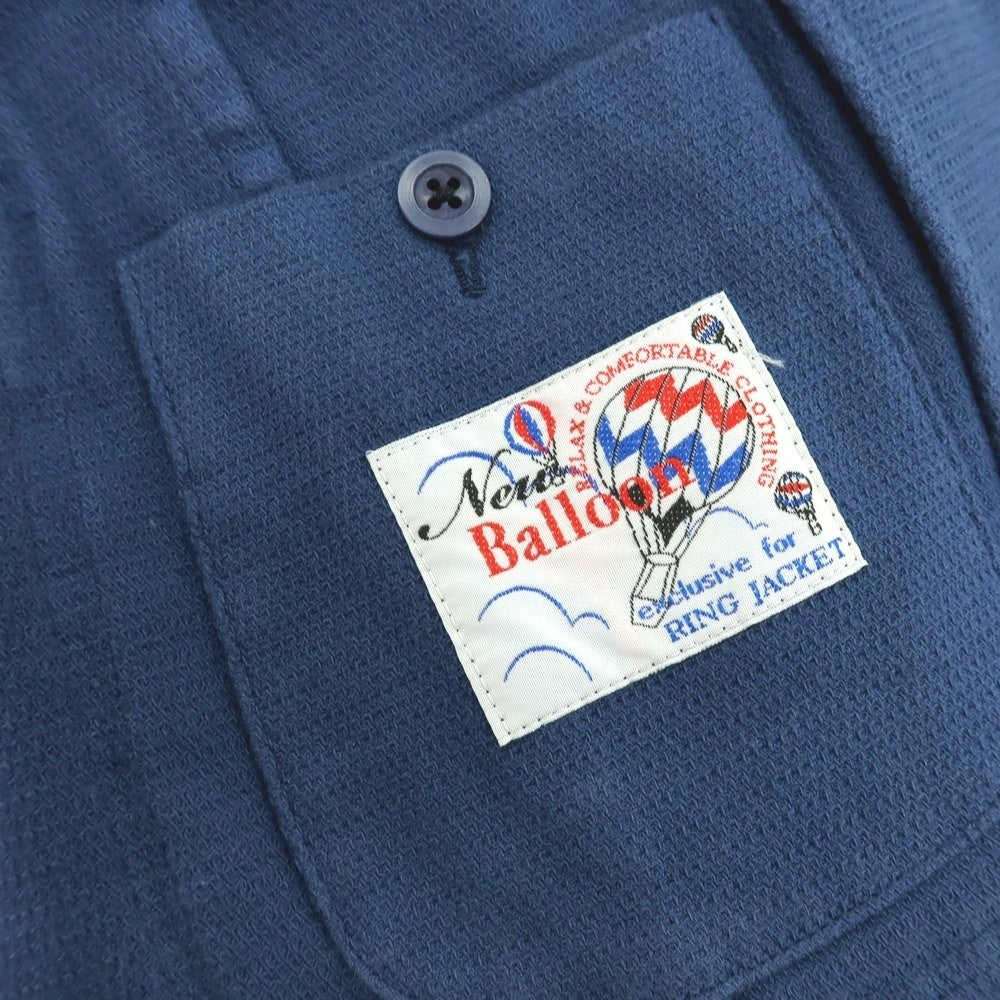 RELAX & COMFORTABLE CLOTHING
New
Balloon
exclusive for
RING JACKET